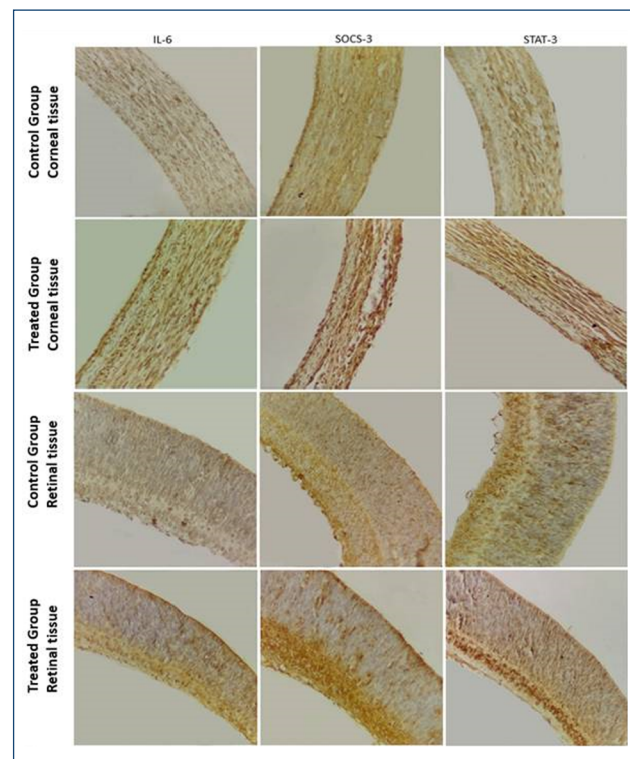 IL-6
SOCS-3
STAT-3
Control Group
Corneal tissue
Treated Group
Corneal tissue
Control Group
Retinal tissue
Treated Group
Retinal tissue